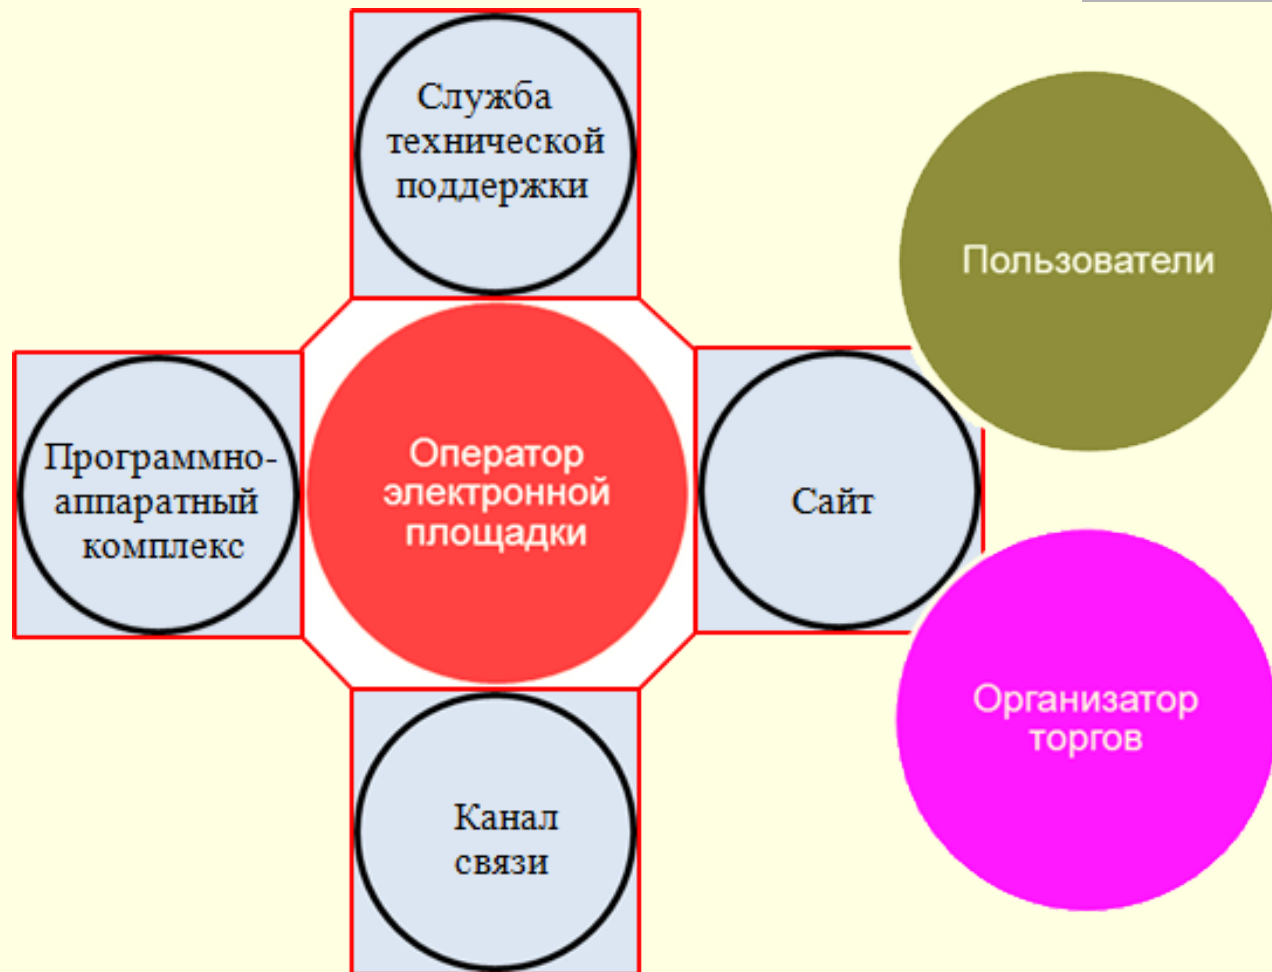 Служба
технической
поддержки
Пользователи
Программно-
аппаратный
комплекс
Оператор
электронной
площадки
Сайт
Организатор
торгов
Канал
связи